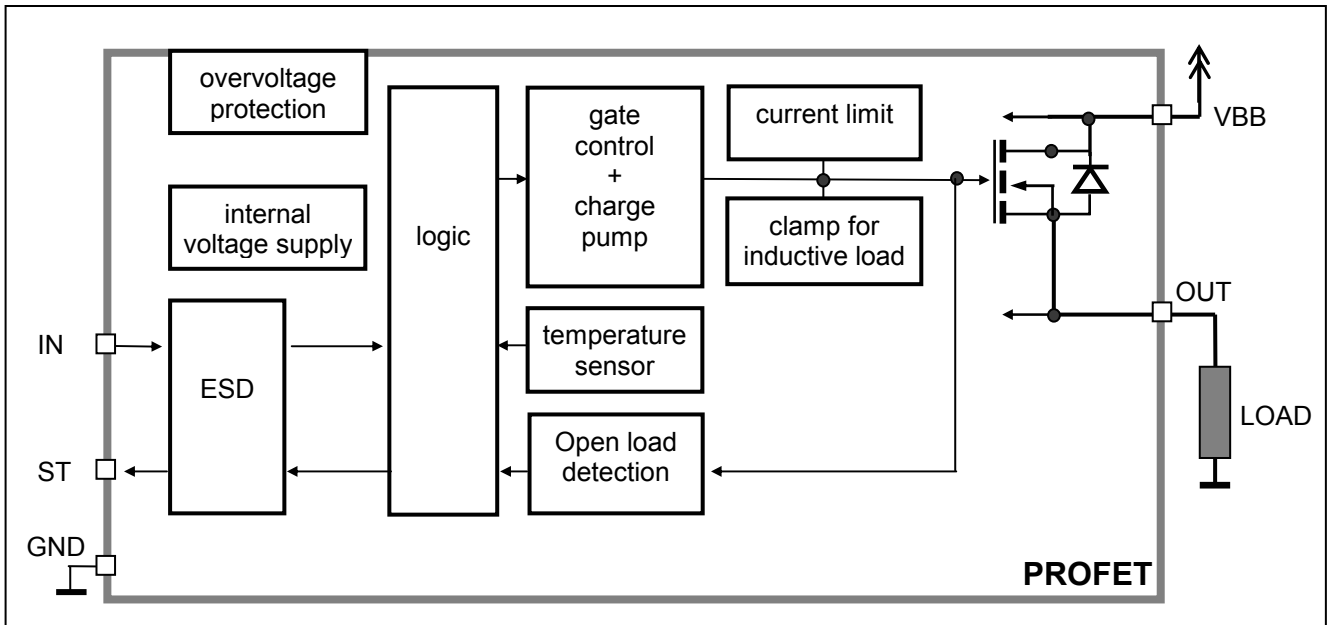 overvoltage
protection
internal
voltage supply
logic
gate
control
+
charge
pump
current limit
clamp for
inductive load
VBB
OUT
IN
ESD
temperature
sensor
LOAD
ST
Open load
detection
GND
PROFET